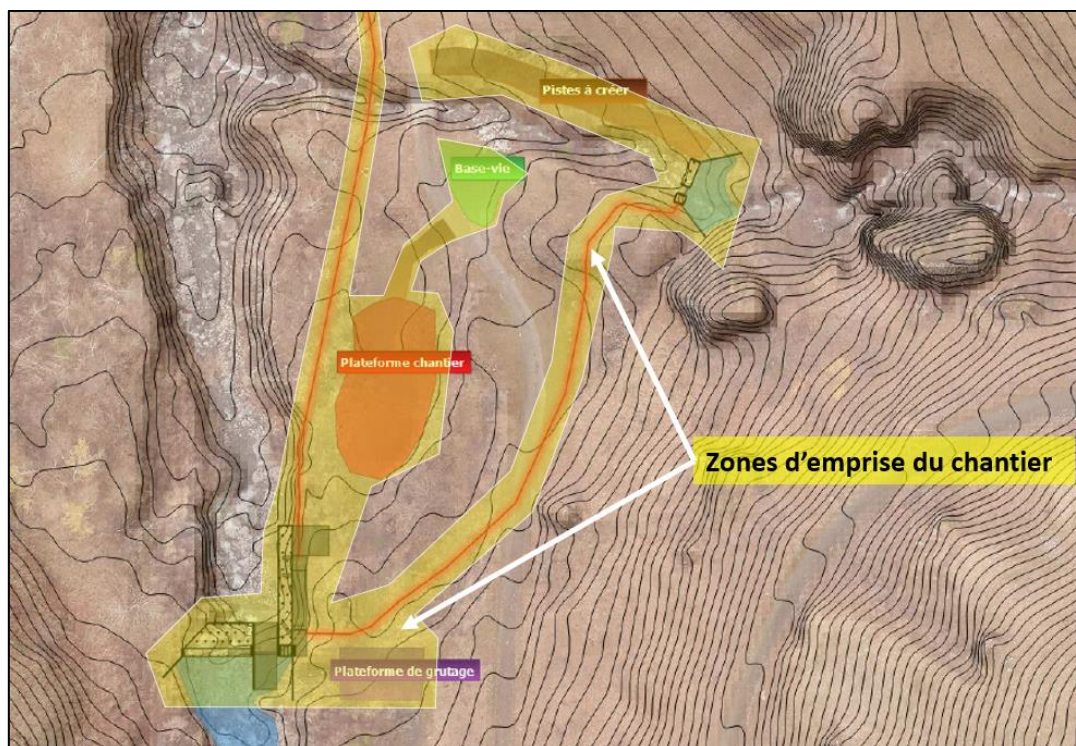 Pistes à créer
Base-vie
Plateforme chantier
Zones d'emprise du chantier
Plateforme de grutage